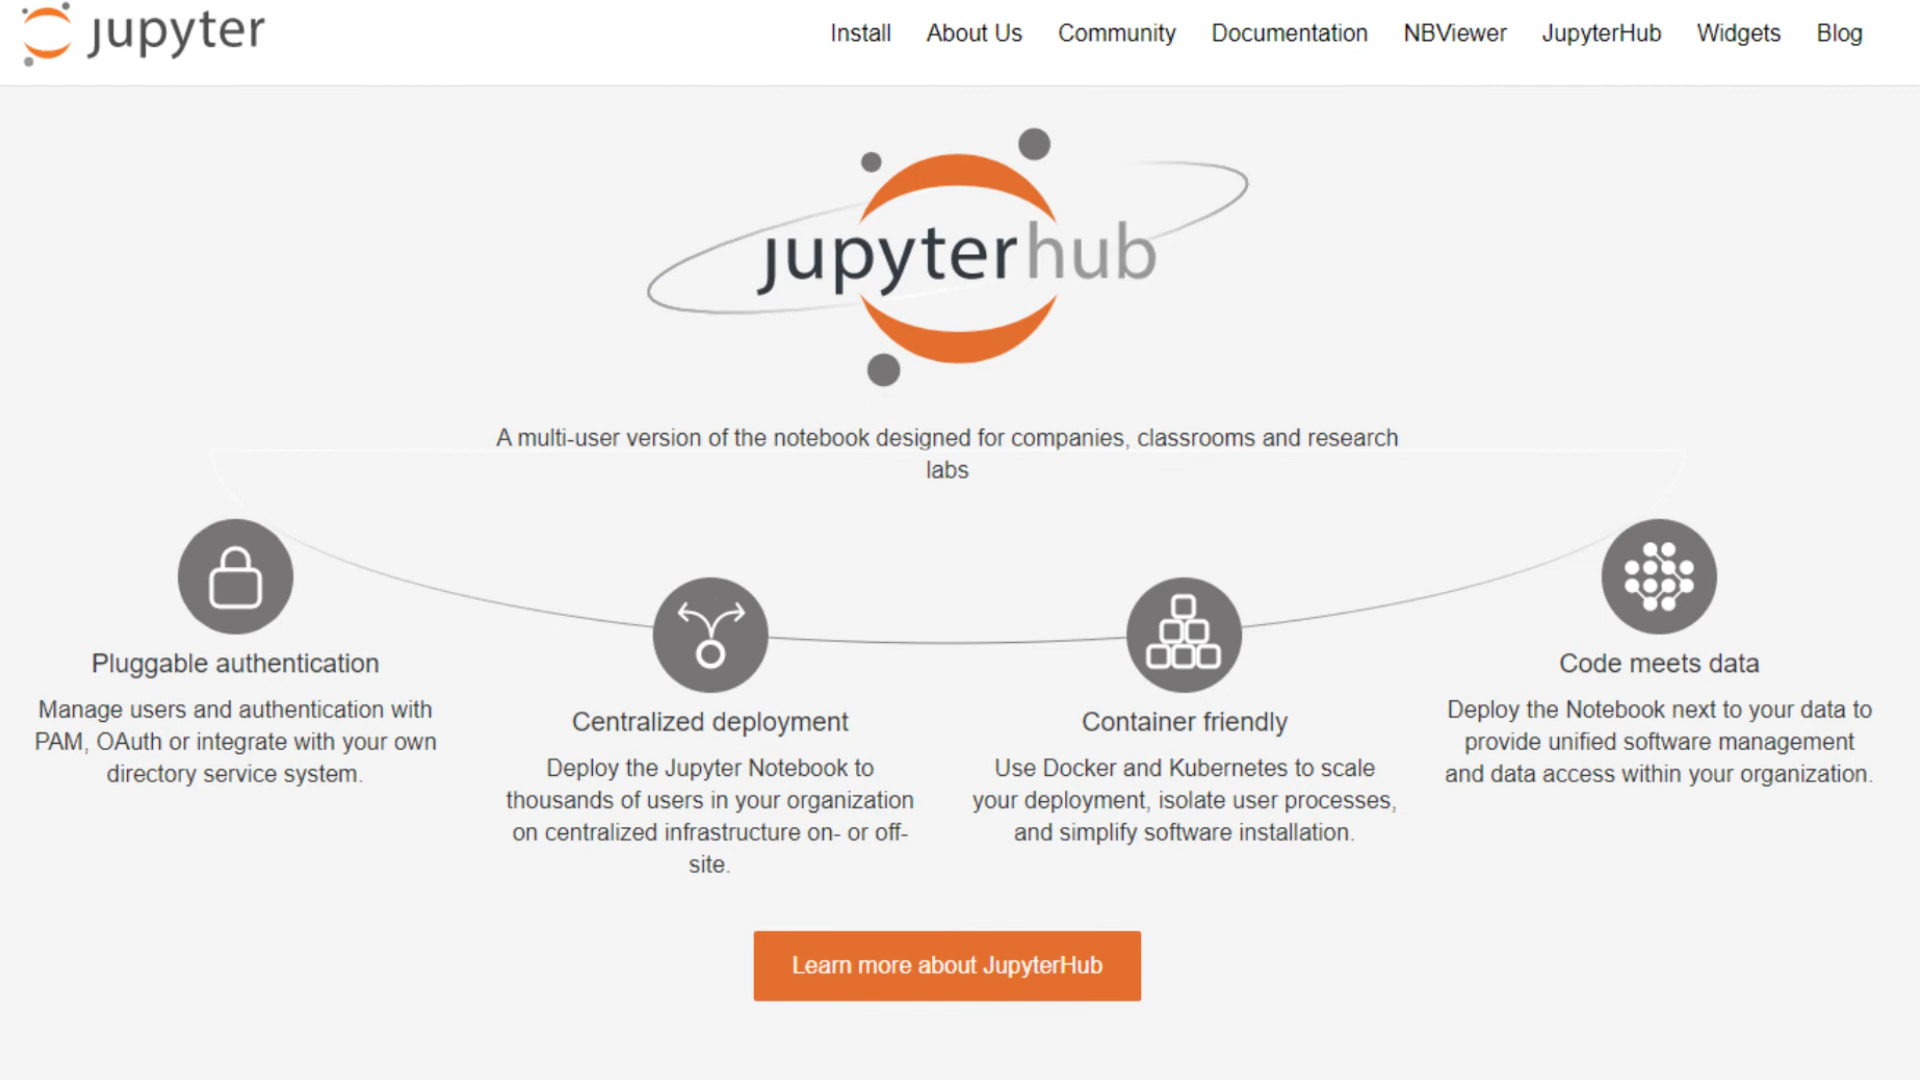 jupyter
Install About Us Community Documentation NBViewer JupyterHub Widgets Blog
jupyterhub
A multi-user version of the notebook designed for companies, classrooms and research
labs
Pluggable authentication
Manage users and authentication with
PAM, OAuth or integrate with your own
directory service system.
Centralized deployment
Deploy the Jupyter Notebook to
thousands of users in your organization
on centralized infrastructure on- or off-
site.
Container friendly
Use Docker and Kubernetes to scale
your deployment, isolate user processes,
and simplify software installation.
Code meets data
Deploy the Notebook next to your data to
provide unified software management
and data access within your organization.
Learn more about JupyterHub